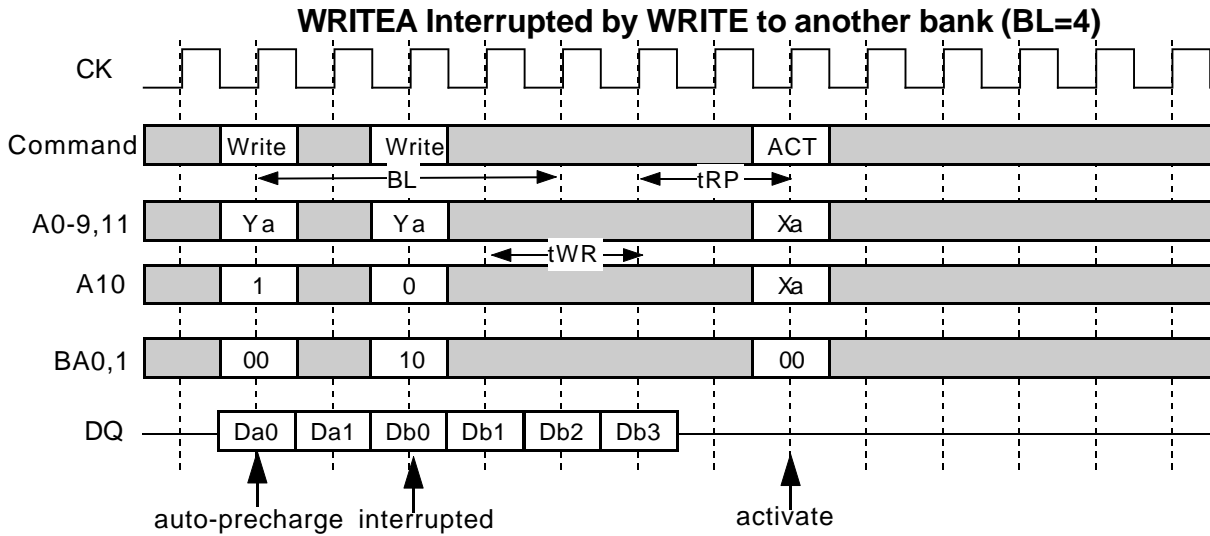 WRITEA Interrupted by WRITE to another bank (BL=4)
CK
Command Write Write ACT
BL tRP
A0-9,11 Ya Ya Xa
tWR
A10 1 0 Xa
BA0,1 00 10 00
DQ Da0 Da1 Db0 Db1 Db2 Db3
auto-precharge interrupted activate